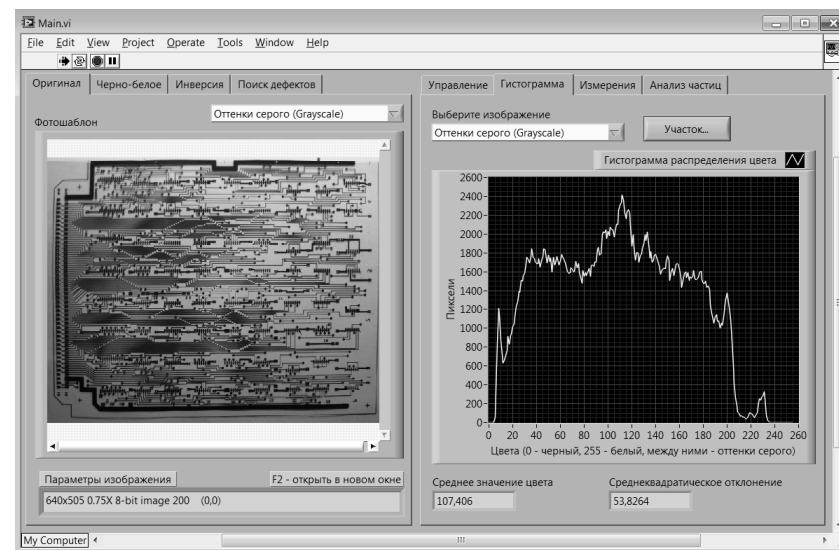 Main.vi
File Edit View Project Operate Tools Window Help
Оригинал Черно-белое Инверсия Поиск дефектов
Фотошаблон
Оттенки серого (Grayscale)
Параметры изображения
F2 - открыть в новом окне
640x505 0.75X 8-bit image 200 (0,0)
Управление Гистограмма Измерения Анализ частиц
Выберите изображение
Оттенки серого (Grayscale)
Участок...
Гистограмма распределения цвета
Пиксели
2600
2400
2200
2000
1800
1600
1400
1200
1000
800
600
400
200
0
0 20 40 60 80 100 120 140 160 180 200 220 240 260
Цвета (0 - черный, 255 - белый, между ними - оттенки серого)
Среднее значение цвета
107,406
Среднеквадратическое отклонение
53,8264
My Computer